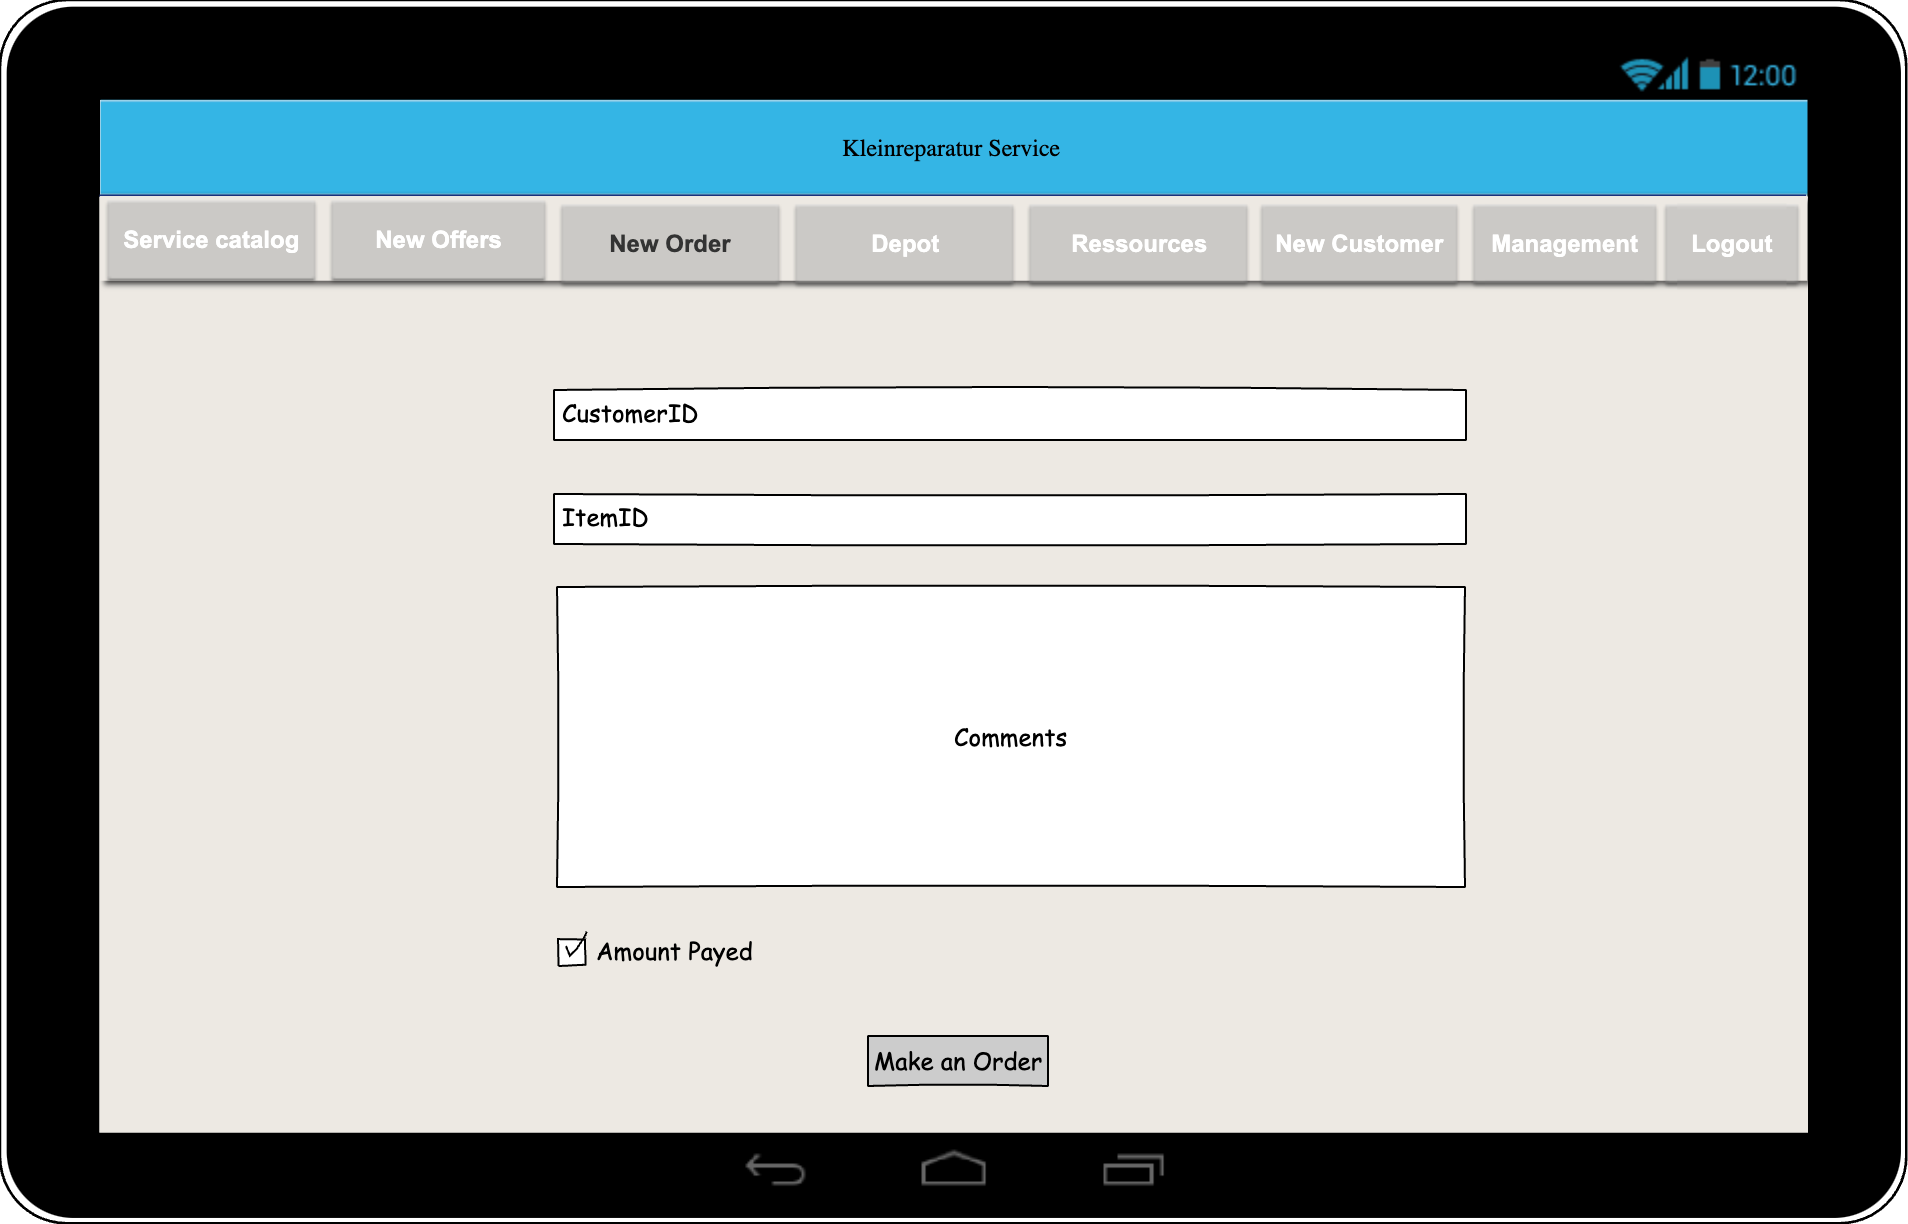 12:00
Kleinreparatur Service
Service catalog New Offers New Order Depot Ressources New Customer Management Logout
CustomerID
ItemID
Comments
Amount Payed
Make an Order